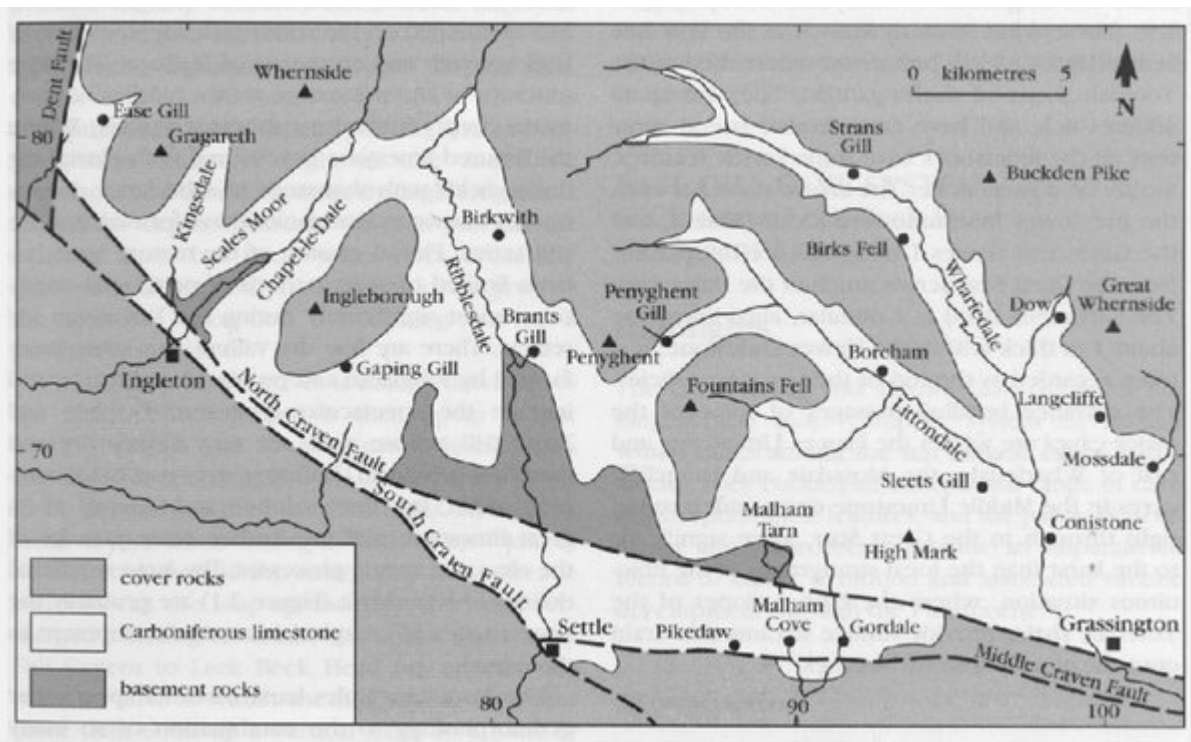 Dent Fault
Whernside
0 kilometres 5
N
Ease Gill
80
Gragareth
Strans
Gill
Buckden Pike
Kingsdale
Scales Moor
Chapel-le-Dale
Birkwith
Birks Fell
Ribblesdale
Wharfedale
Ingleborough
Penyghent
Gill
Dow
Great
Whernside
Brants
Gill
Penyghent
Boreham
Ingleton
Gaping Gill
Fountains Fell
Langcliffe
North Craven Fault
Littondale
70
Mossdale
Sleets Gill
South Craven Fault
Malham
Tarn
High Mark
Conistone
cover rocks
Carboniferous limestone
basement rocks
Settle
Pikedaw
Malham
Cove
Gordale
Grassington
Middle Craven Fault
80
90
100